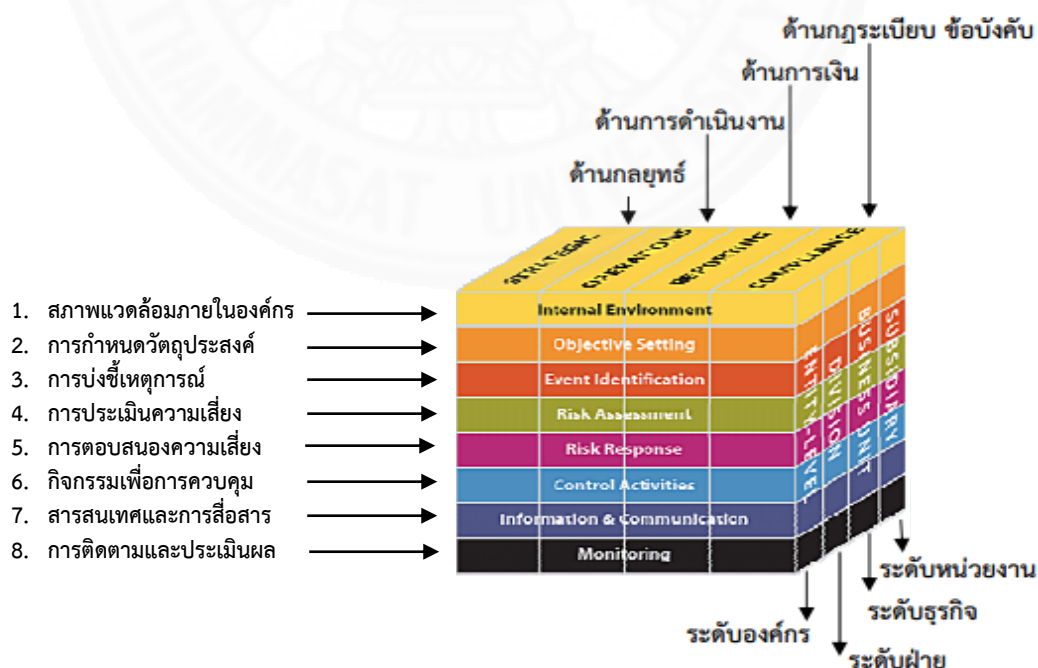 ด้านกฎระเบียบ ข้อบังคับ
ด้านการเงิน
ด้านการดำเนินงาน
ด้านกลยุทธ์
STRATEGIC
OPERATIONS
REPORTING
COMPLIANCE
1. สภาพแวดล้อมภายในองค์กร
Internal Environment
2. การกำหนดวัตถุประสงค์
Objective Setting
3. การบ่งชี้เหตุการณ์
Event Identification
4. การประเมินความเสี่ยง
Risk Assessment
5. การตอบสนองความเสี่ยง
Risk Response
6. กิจกรรมเพื่อการควบคุม
Control Activities
7. สารสนเทศและการสื่อสาร
Information & Communication
8. การติดตามและประเมินผล
Monitoring
ENTITY-LEVEL
DIVISION
BUSINESS UNIT
SUBSIDIARY
ระดับหน่วยงาน
ระดับธุรกิจ
ระดับองค์กร
ระดับฝ่าย